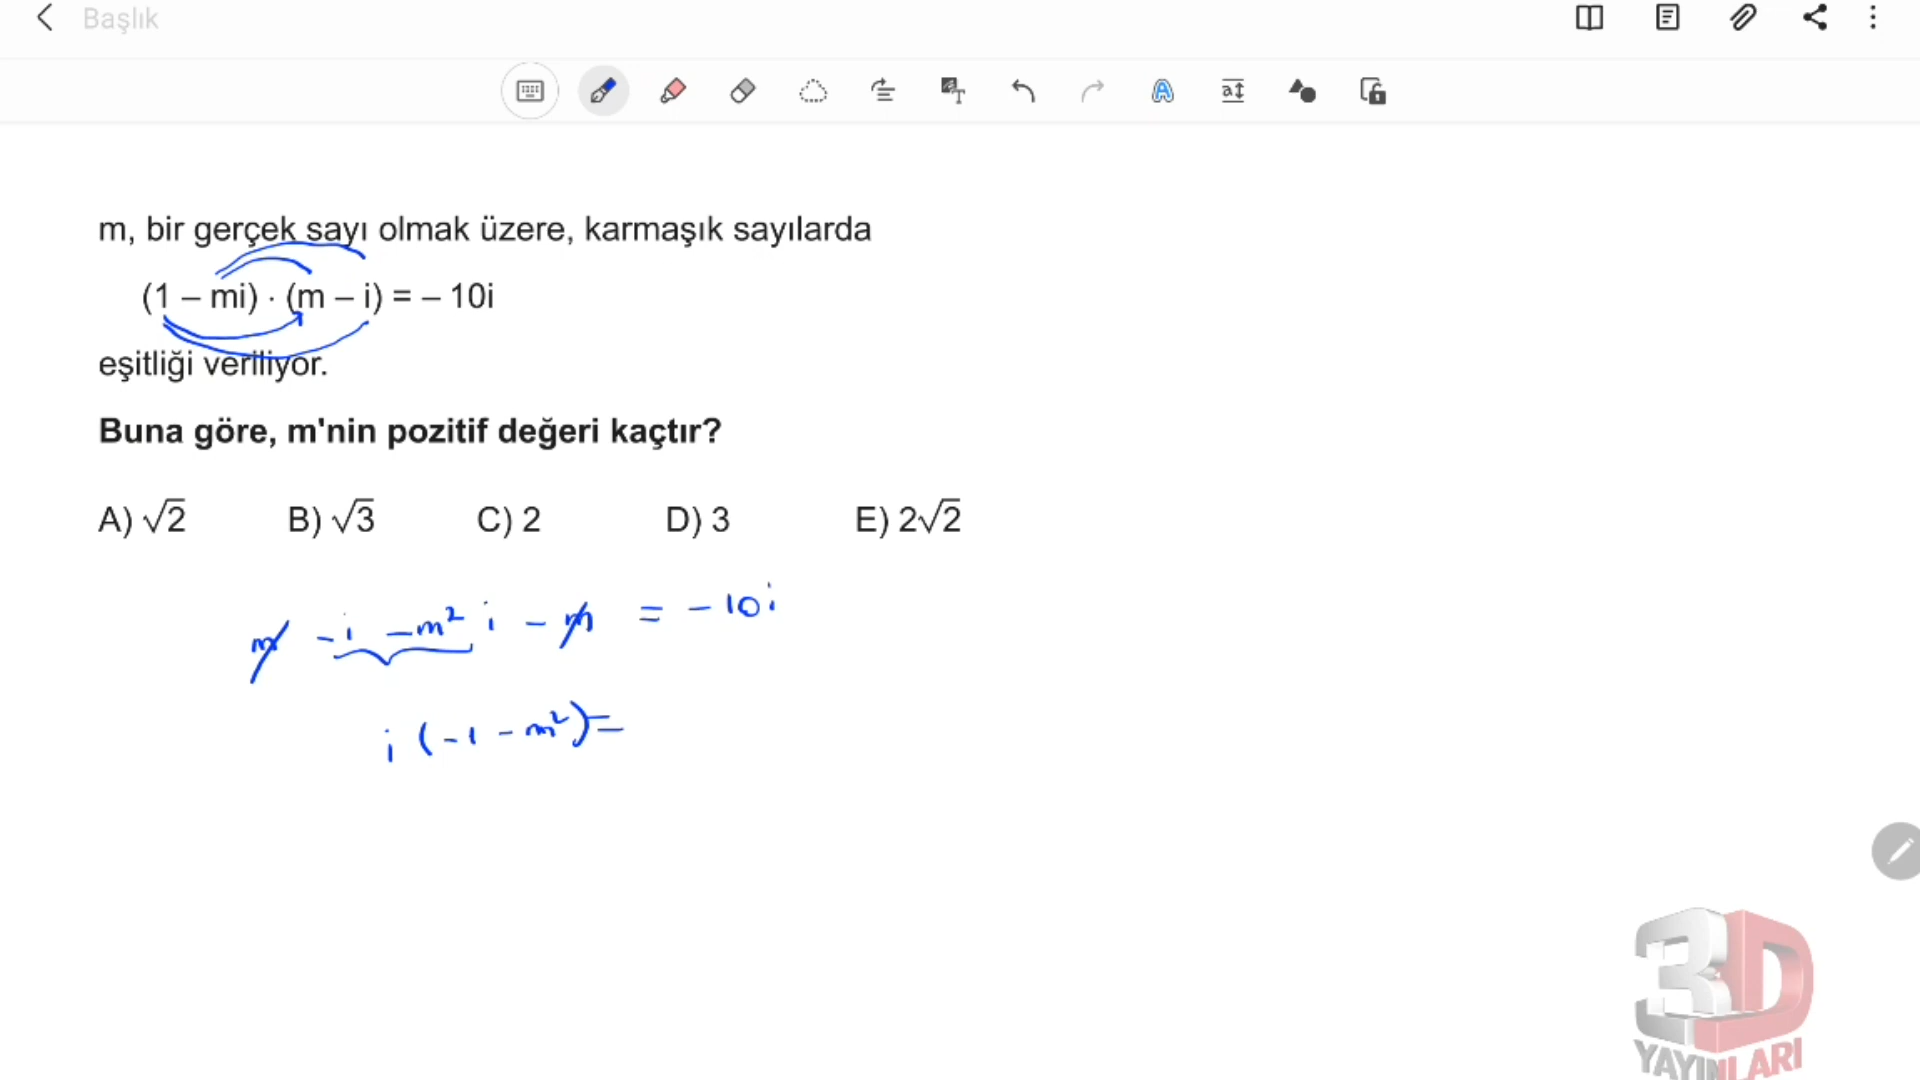 Başlık
m, bir gerçek sayı olmak üzere, karmaşık sayılarda
(1 – mi) · (m – i) = – 10i
eşitliği veriliyor.
Buna göre, m'nin pozitif değeri kaçtır?
A) √2 B) √3 C) 2 D) 3 E) 2√2
m - i - m² i - m = - 10 i
i (-1 - m²) =
3D
YAYINLARI